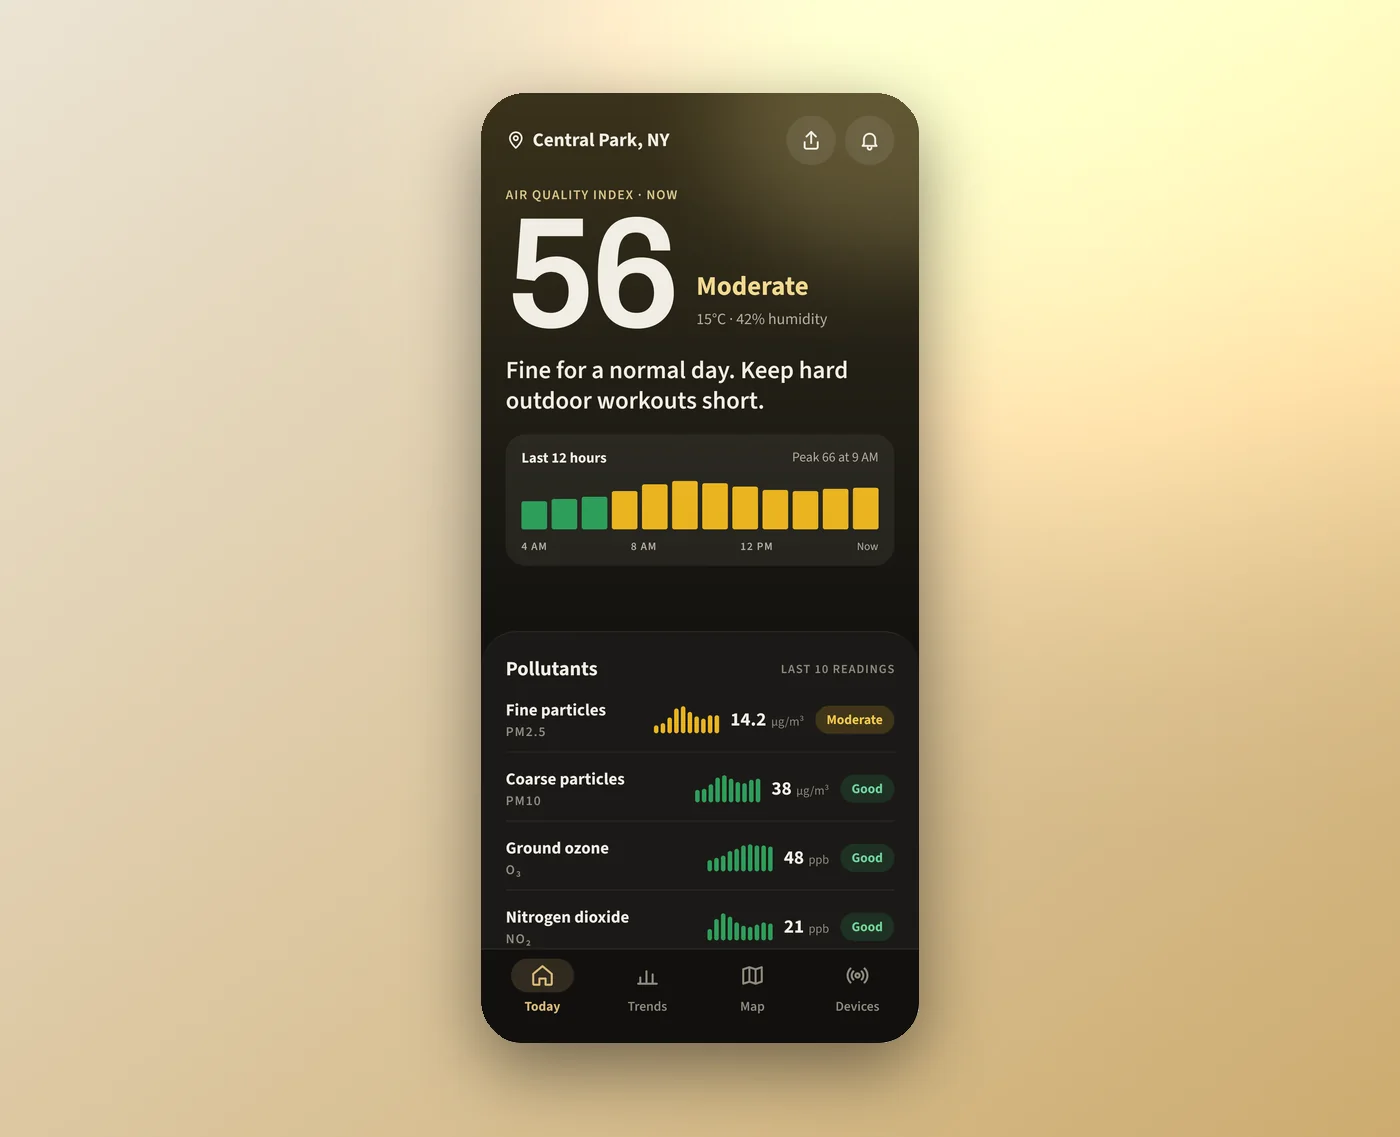 Central Park, NY
AIR QUALITY INDEX · NOW
56
Moderate
15°C · 42% humidity
Fine for a normal day. Keep hard
outdoor workouts short.
Last 12 hours
Peak 66 at 9 AM
4 AM 8 AM 12 PM Now
Pollutants
LAST 10 READINGS
Fine particles
PM2.5
14.2 µg/m³
Moderate
Coarse particles
PM10
38 µg/m³
Good
Ground ozone
O₃
48 ppb
Good
Nitrogen dioxide
NO₂
21 ppb
Good
Today Trends Map Devices